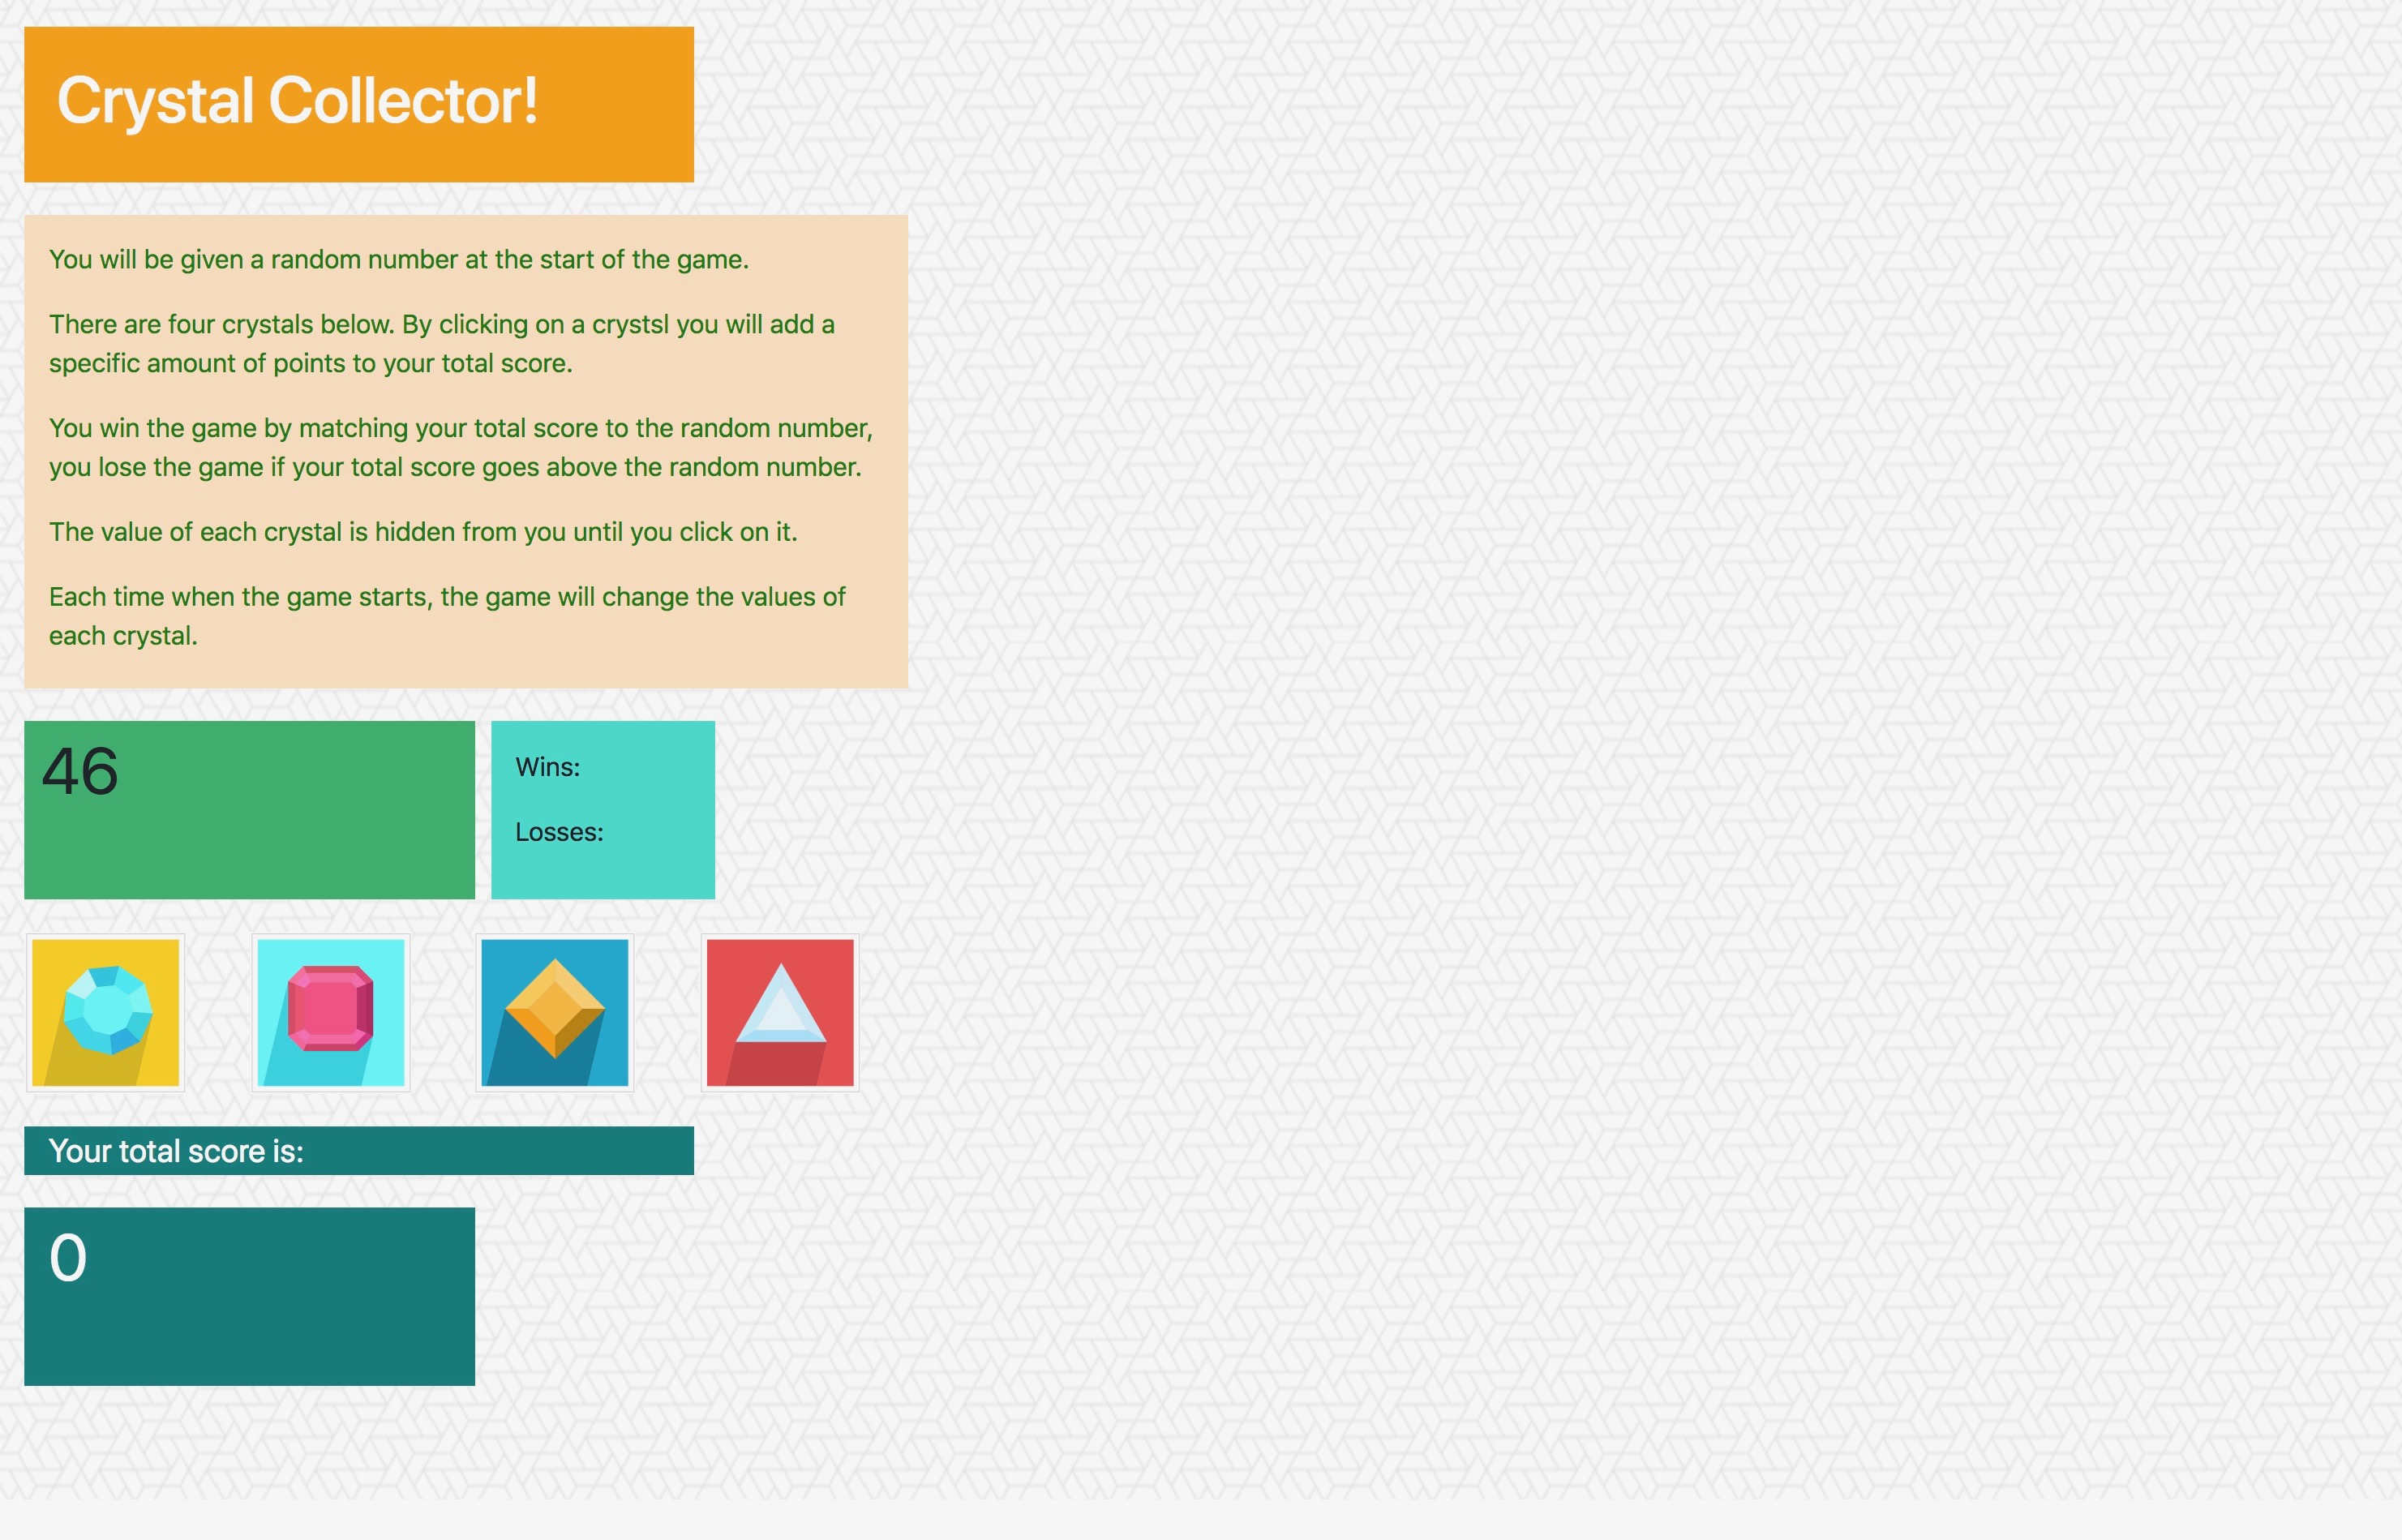 Crystal Collector!
You will be given a random number at the start of the game.
There are four crystals below. By clicking on a crystsl you will add a
specific amount of points to your total score.
You win the game by matching your total score to the random number,
you lose the game if your total score goes above the random number.
The value of each crystal is hidden from you until you click on it.
Each time when the game starts, the game will change the values of
each crystal.
46
Wins:
Losses:
Your total score is:
0